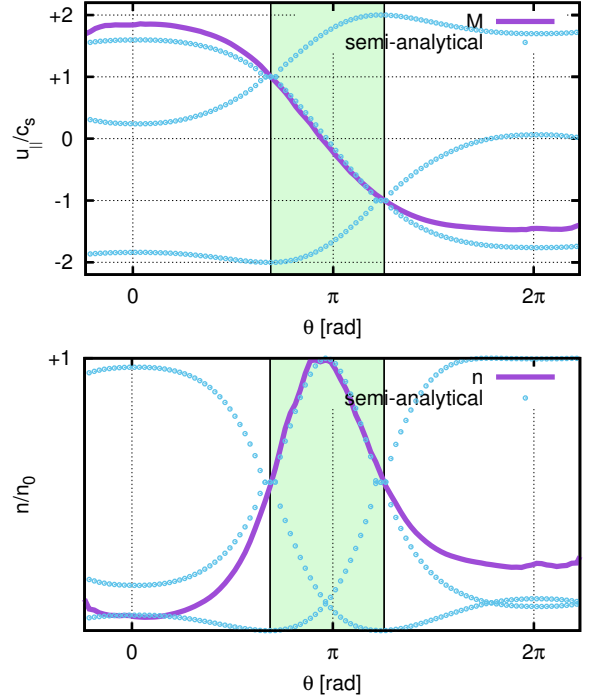 +2
+1
0
-1
-2
u||/cs
M
semi-analytical
0
π
2π
θ [rad]
+1
n/n0
n
semi-analytical
0
π
2π
θ [rad]